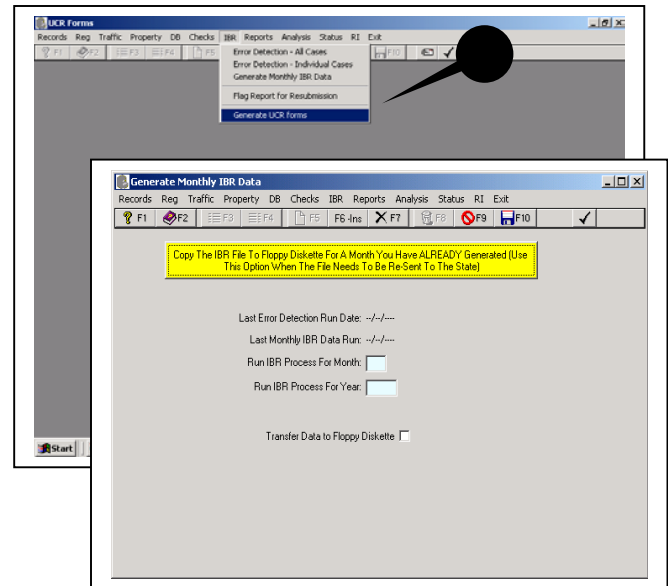 UCR Forms
Records Reg Traffic Property DB Checks IBR Reports Analysis Status RI Exit
F1 F2 F3 F4 F5 F10
Error Detection - All Cases
Error Detection - Individual Cases
Generate Monthly IBR Data
Flag Report for Resubmission
Generate UCR forms
Generate Monthly IBR Data
Records Reg Traffic Property DB Checks IBR Reports Analysis Status RI Exit
F1 F2 F3 F4 F5 F6 -Ins F7 F8 F9 F10
Copy The IBR File To Floppy Diskette For A Month You Have ALREADY Generated (Use
This Option When The File Needs To Be Re-Sent To The State)
Last Error Detection Run Date: --/--/----
Last Monthly IBR Data Run: --/--/----
Run IBR Process For Month:
Run IBR Process For Year:
Transfer Data to Floppy Diskette
Start